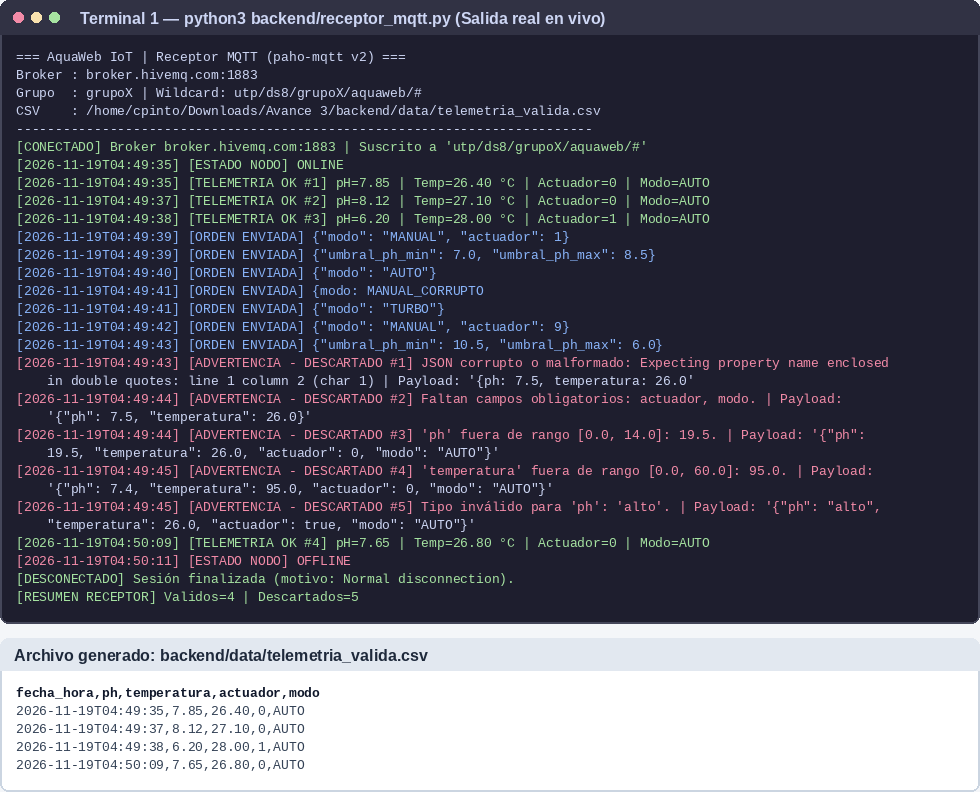 Terminal 1 — python3 backend/receptor_mqtt.py (Salida real en vivo)
=== AquaWeb IoT | Receptor MQTT (paho-mqtt v2) ===
Broker : broker.hivemq.com:1883
Grupo  : grupoX | Wildcard: utp/ds8/grupoX/aquaweb/#
CSV    : /home/cpinto/Downloads/Avance 3/backend/data/telemetria_valida.csv
--------------------------------------------------------------------------
[CONECTADO] Broker broker.hivemq.com:1883 | Suscrito a 'utp/ds8/grupoX/aquaweb/#'
[2026-11-19T04:49:35] [ESTADO NODO] ONLINE
[2026-11-19T04:49:35] [TELEMETRIA OK #1] pH=7.85 | Temp=26.40 °C | Actuador=0 | Modo=AUTO
[2026-11-19T04:49:37] [TELEMETRIA OK #2] pH=8.12 | Temp=27.10 °C | Actuador=0 | Modo=AUTO
[2026-11-19T04:49:38] [TELEMETRIA OK #3] pH=6.20 | Temp=28.00 °C | Actuador=1 | Modo=AUTO
[2026-11-19T04:49:39] [ORDEN ENVIADA] {"modo": "MANUAL", "actuador": 1}
[2026-11-19T04:49:39] [ORDEN ENVIADA] {"umbral_ph_min": 7.0, "umbral_ph_max": 8.5}
[2026-11-19T04:49:40] [ORDEN ENVIADA] {"modo": "AUTO"}
[2026-11-19T04:49:41] [ORDEN ENVIADA] {modo: MANUAL_CORRUPTO
[2026-11-19T04:49:41] [ORDEN ENVIADA] {"modo": "TURBO"}
[2026-11-19T04:49:42] [ORDEN ENVIADA] {"modo": "MANUAL", "actuador": 9}
[2026-11-19T04:49:43] [ORDEN ENVIADA] {"umbral_ph_min": 10.5, "umbral_ph_max": 6.0}
[2026-11-19T04:49:43] [ADVERTENCIA - DESCARTADO #1] JSON corrupto o malformado: Expecting property name enclosed
in double quotes: line 1 column 2 (char 1) | Payload: '{ph: 7.5, temperatura: 26.0'
[2026-11-19T04:49:44] [ADVERTENCIA - DESCARTADO #2] Faltan campos obligatorios: actuador, modo. | Payload:
'{"ph": 7.5, "temperatura": 26.0}'
[2026-11-19T04:49:44] [ADVERTENCIA - DESCARTADO #3] 'ph' fuera de rango [0.0, 14.0]: 19.5. | Payload: '{"ph":
19.5, "temperatura": 26.0, "actuador": 0, "modo": "AUTO"}'
[2026-11-19T04:49:45] [ADVERTENCIA - DESCARTADO #4] 'temperatura' fuera de rango [0.0, 60.0]: 95.0. | Payload:
'{"ph": 7.4, "temperatura": 95.0, "actuador": 0, "modo": "AUTO"}'
[2026-11-19T04:49:45] [ADVERTENCIA - DESCARTADO #5] Tipo inválido para 'ph': 'alto'. | Payload: '{"ph": "alto",
"temperatura": 26.0, "actuador": true, "modo": "AUTO"}'
[2026-11-19T04:50:09] [TELEMETRIA OK #4] pH=7.65 | Temp=26.80 °C | Actuador=0 | Modo=AUTO
[2026-11-19T04:50:11] [ESTADO NODO] OFFLINE
[DESCONECTADO] Sesión finalizada (motivo: Normal disconnection).
[RESUMEN RECEPTOR] Validos=4 | Descartados=5
Archivo generado: backend/data/telemetria_valida.csv
fecha_hora,ph,temperatura,actuador,modo
2026-11-19T04:49:35,7.85,26.40,0,AUTO
2026-11-19T04:49:37,8.12,27.10,0,AUTO
2026-11-19T04:49:38,6.20,28.00,1,AUTO
2026-11-19T04:50:09,7.65,26.80,0,AUTO